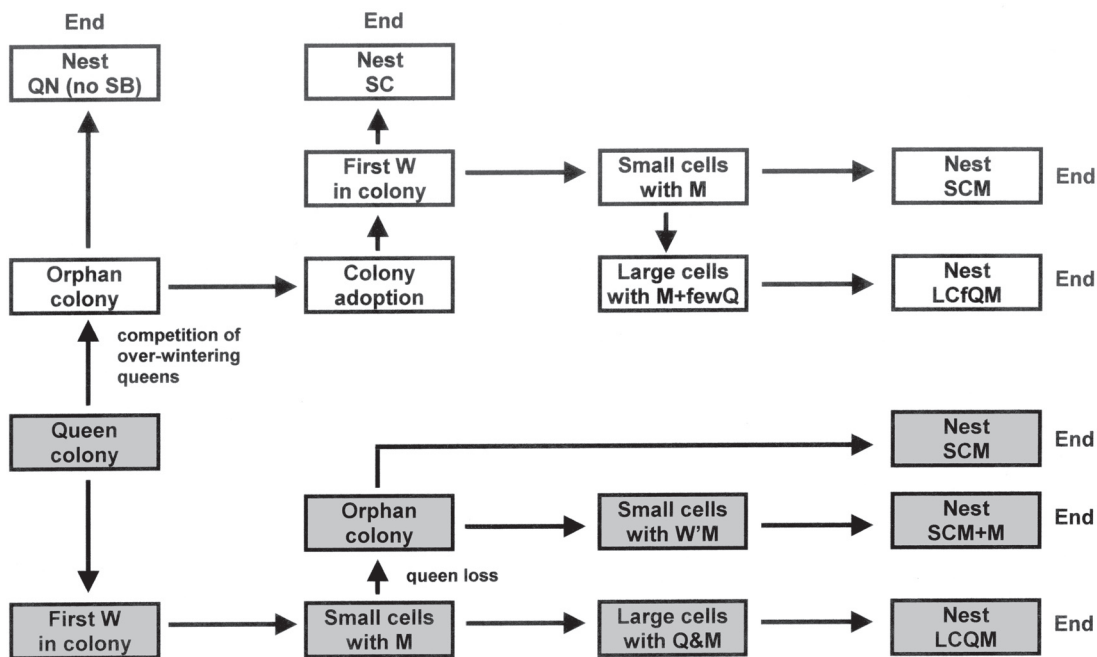 End
End
Nest
QN (no SB)
Nest
SC
First W
in colony
Small cells
with M
Nest
SCM
End
Orphan
colony
Colony
adoption
Large cells
with M+fewQ
Nest
LCfQM
End
competition of
over-wintering
queens
Queen
colony
Nest
SCM
End
Orphan
colony
Small cells
with W'M
Nest
SCM+M
End
queen loss
First W
in colony
Small cells
with M
Large cells
with Q&M
Nest
LCQM
End